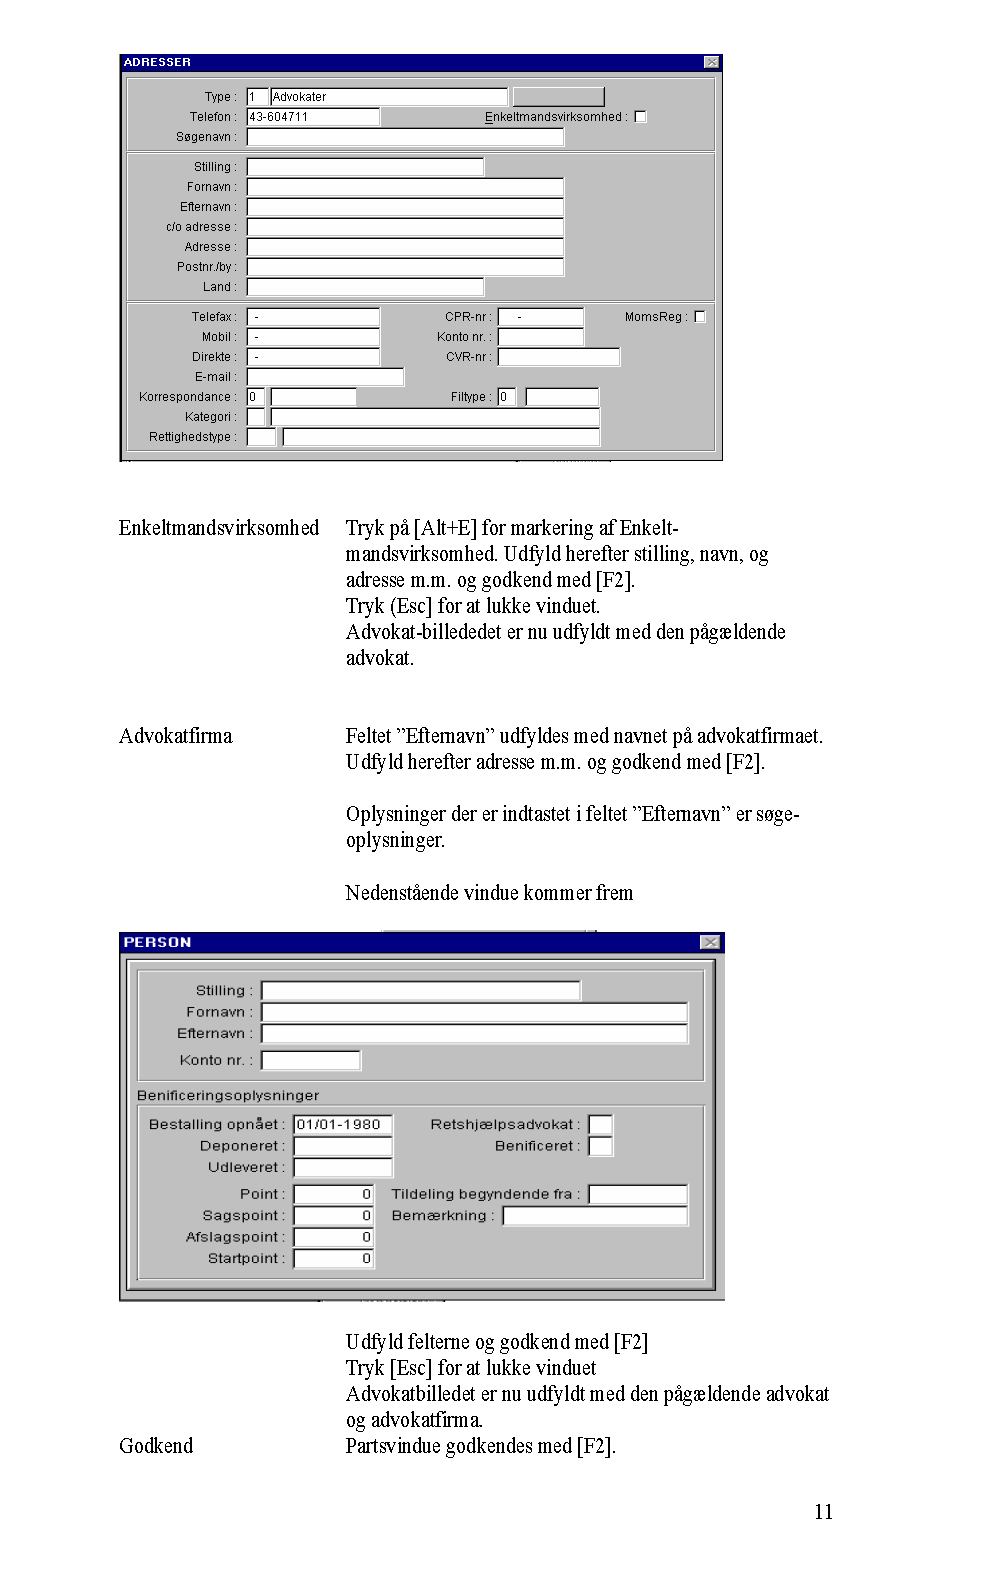 ADRESSER
Type : 1 Advokater
Telefon : 43-604711 Enkeltmandsvirksomhed :
Søgenavn :
Stilling :
Fornavn :
Efternavn :
c/o adresse :
Adresse :
Postnr./by :
Land :
Telefax : - CPR-nr : - MomsReg :
Mobil : - Konto nr. :
Direkte : - CVR-nr :
E-mail :
Korrespondance : 0 Filtype : 0
Kategori :
Rettighedstype :
Enkeltmandsvirksomhed Tryk på [Alt+E] for markering af Enkelt-
mandsvirksomhed. Udfyld herefter stilling, navn, og
adresse m.m. og godkend med [F2].
Tryk (Esc] for at lukke vinduet.
Advokat-billededet er nu udfyldt med den pågældende
advokat.
Advokatfirma Feltet ”Efternavn” udfyldes med navnet på advokatfirmaet.
Udfyld herefter adresse m.m. og godkend med [F2].
Oplysninger der er indtastet i feltet ”Efternavn” er søge-
oplysninger.
Nedenstående vindue kommer frem
PERSON
Stilling :
Fornavn :
Efternavn :
Konto nr. :
Benificeringsoplysninger
Bestalling opnået : 01/01-1980 Retshjælpsadvokat :
Deponeret : Benificeret :
Udleveret :
Point : 0 Tildeling begyndende fra :
Sagspoint : 0 Bemærkning :
Afslagspoint : 0
Startpoint : 0
Udfyld felterne og godkend med [F2]
Tryk [Esc] for at lukke vinduet
Advokatbilledet er nu udfyldt med den pågældende advokat
og advokatfirma.
Godkend Partsvindue godkendes med [F2].
11